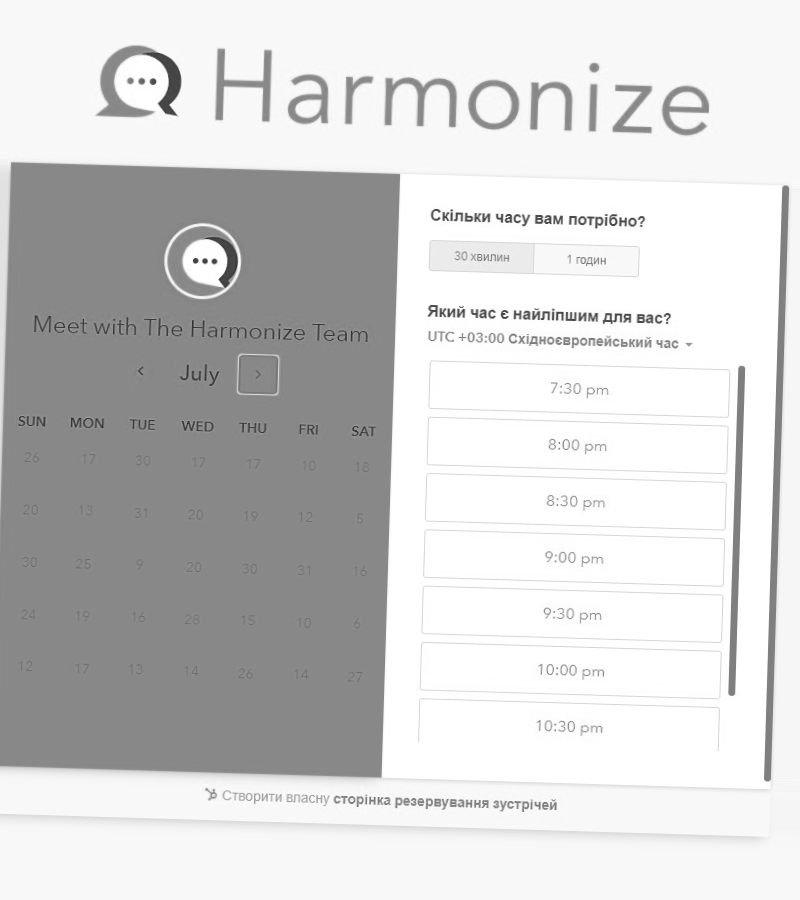 Harmonize
Meet with The Harmonize Team
July
SUN MON TUE WED THU FRI SAT
26 17 30 17 17 10 18
20 13 31 20 19 12 5
30 25 9 20 30 31 16
24 19 16 28 15 10 6
12 17 13 14 26 14 27
Скільки часу вам потрібно?
30 хвилин 1 годин
Який час є найліпшим для вас?
UTC +03:00 Східноєвропейський час
7:30 pm
8:00 pm
8:30 pm
9:00 pm
9:30 pm
10:00 pm
10:30 pm
Створити власну сторінка резервування зустрічей